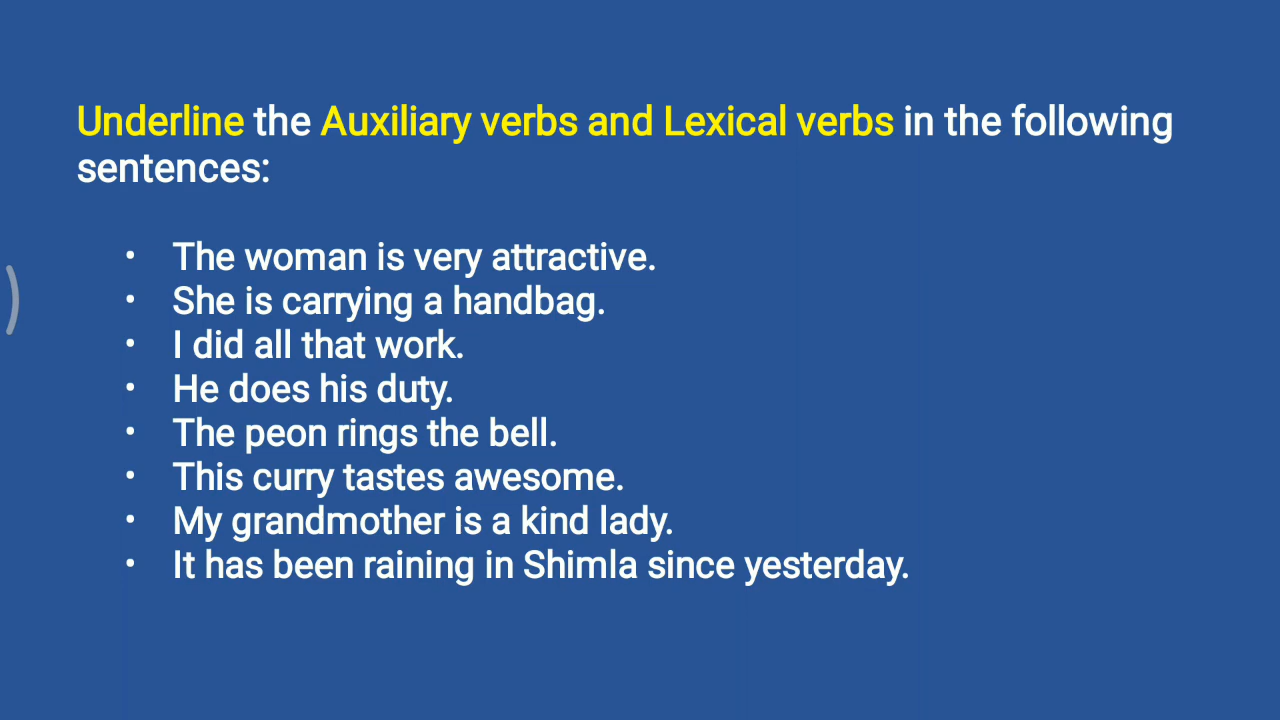 Underline the Auxiliary verbs and Lexical verbs in the following
sentences:
• The woman is very attractive.
• She is carrying a handbag.
• I did all that work.
• He does his duty.
• The peon rings the bell.
• This curry tastes awesome.
• My grandmother is a kind lady.
• It has been raining in Shimla since yesterday.